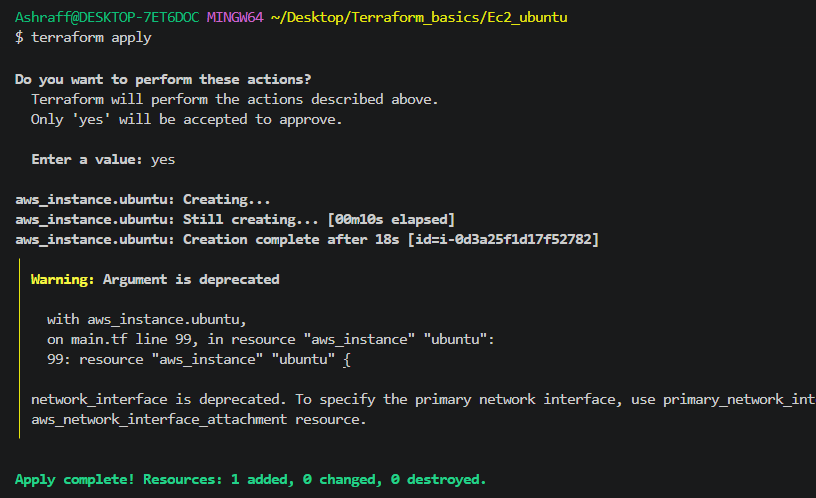 Ashraff@DESKTOP-7ET6DOC MINGW64 ~/Desktop/Terraform_basics/Ec2_ubuntu
$ terraform apply
Do you want to perform these actions?
Terraform will perform the actions described above.
Only 'yes' will be accepted to approve.
Enter a value: yes
aws_instance.ubuntu: Creating...
aws_instance.ubuntu: Still creating... [00m10s elapsed]
aws_instance.ubuntu: Creation complete after 18s [id=i-0d3a25f1d17f52782]
Warning: Argument is deprecated
with aws_instance.ubuntu,
on main.tf line 99, in resource "aws_instance" "ubuntu":
99: resource "aws_instance" "ubuntu" {
network_interface is deprecated. To specify the primary network interface, use primary_network_int
aws_network_interface_attachment resource.
Apply complete! Resources: 1 added, 0 changed, 0 destroyed.